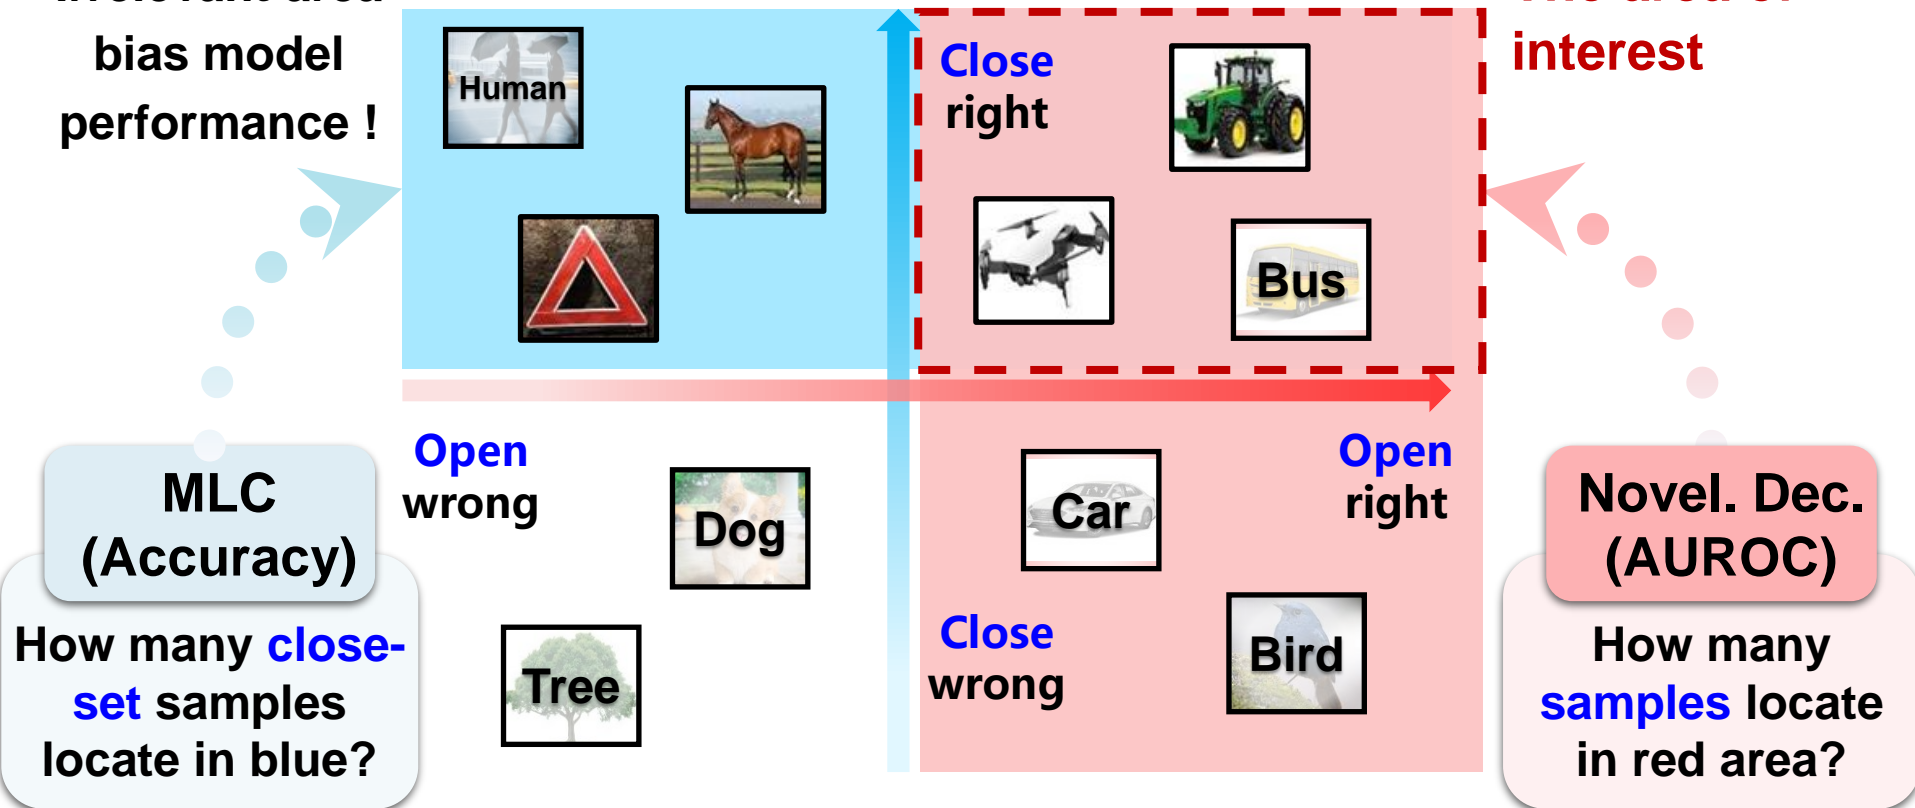 bias model
performance !
interest
Human
Close
right
Bus
Open
wrong
Open
right
Dog
Car
Tree
Close
wrong
Bird
MLC
(Accuracy)
How many close-
set samples
locate in blue?
Novel. Dec.
(AUROC)
How many
samples locate
in red area?